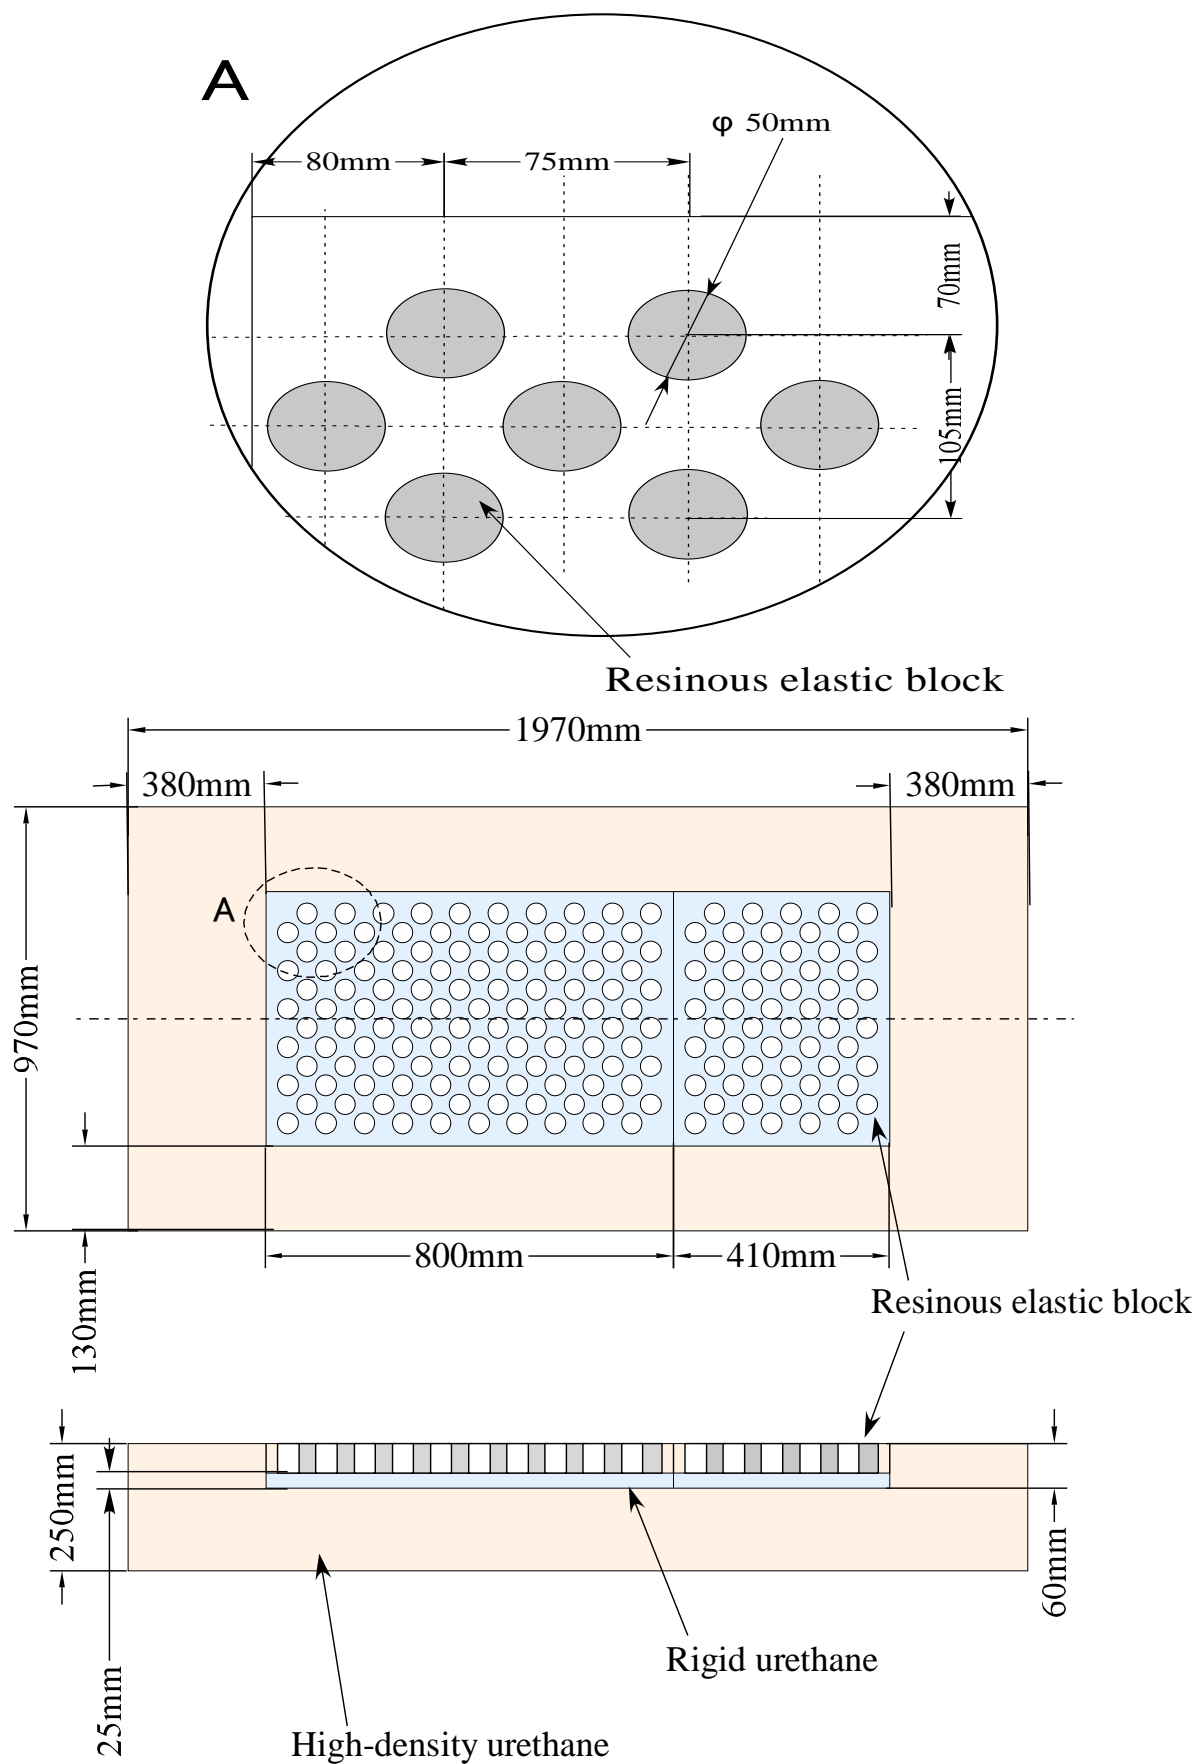 A
φ 50mm
80mm
75mm
70mm
105mm
Resinous elastic block
1970mm
380mm
380mm
A
970mm
800mm
410mm
130mm
Resinous elastic block
250mm
60mm
25mm
Rigid urethane
High-density urethane